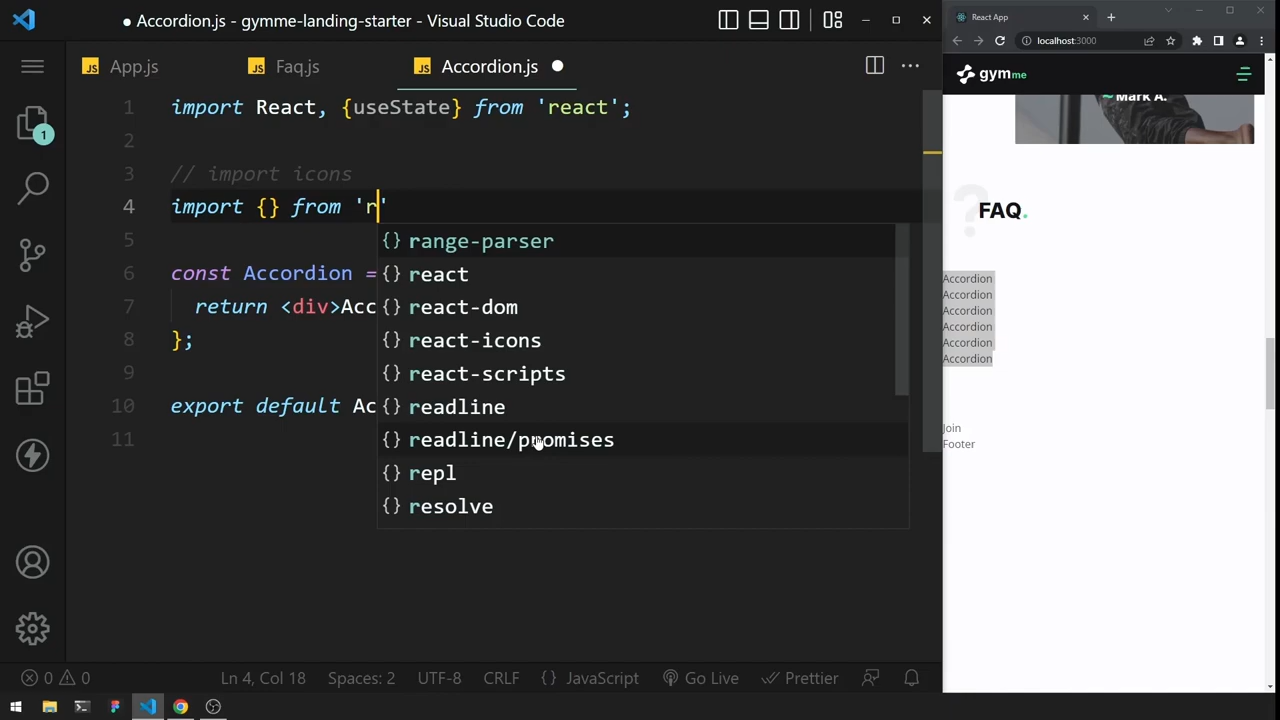 Accordion.js - gymme-landing-starter - Visual Studio Code
App.js
Faq.js
Accordion.js
1
1 import React, {useState} from 'react';
2
3 // import icons
4 import {} from 'r'
5
6 const Accordion =
7 return <div>Acc
8 };
9
10 export default Ac
11
range-parser
react
react-dom
react-icons
react-scripts
readline
readline/promises
repl
resolve
0 0
Ln 4, Col 18
Spaces: 2
UTF-8
CRLF
{} JavaScript
Go Live
Prettier
React App
localhost:3000
gymme
~ Mark A.
?
FAQ.
Accordion
Accordion
Accordion
Accordion
Accordion
Accordion
Join
Footer